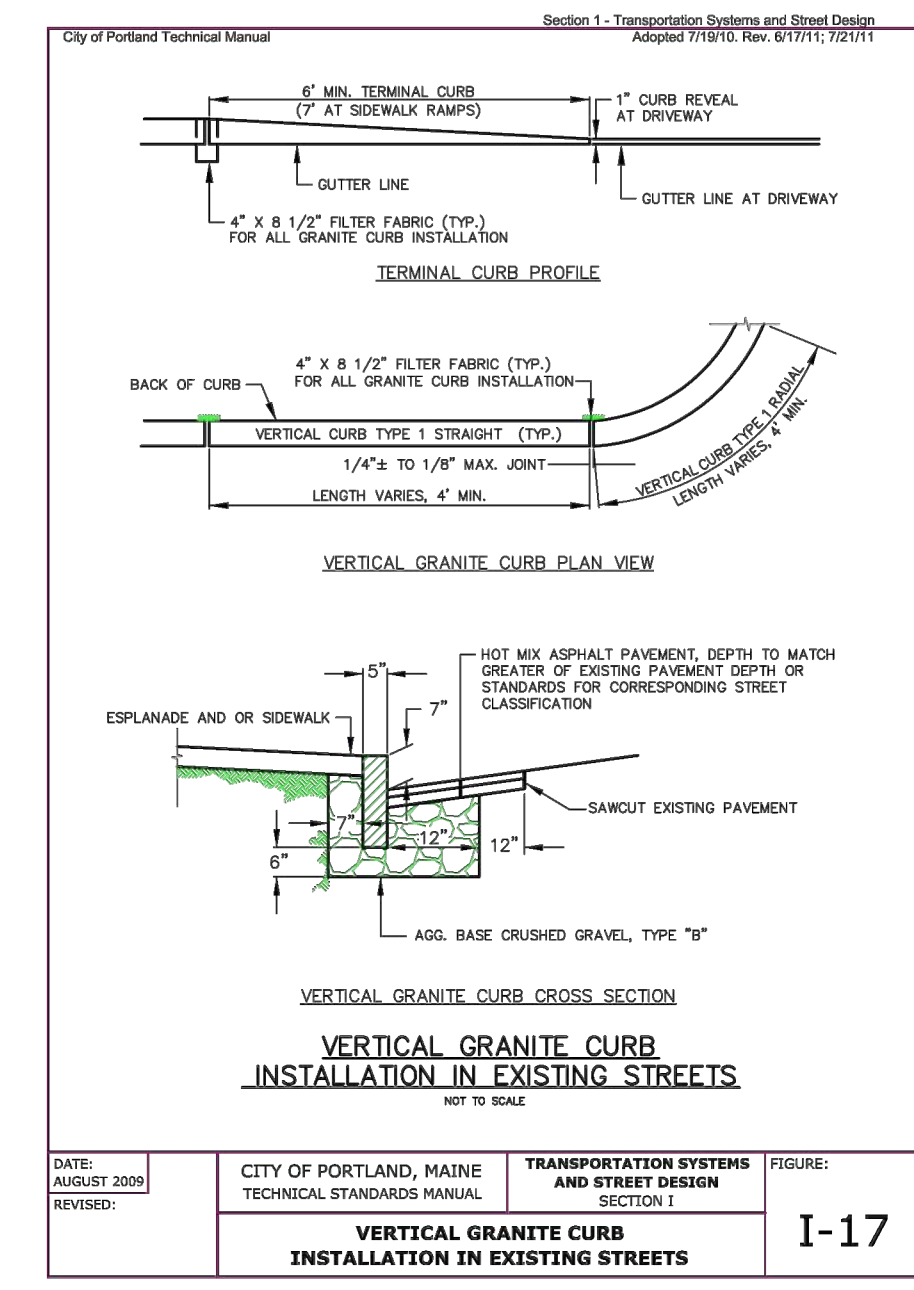 Section 1 - Transportation Systems and Street Design
City of Portland Technical Manual
Adopted 7/19/10. Rev. 6/17/11; 7/21/11
6' MIN. TERMINAL CURB
(7' AT SIDEWALK RAMPS)
1" CURB REVEAL
AT DRIVEWAY
GUTTER LINE
GUTTER LINE AT DRIVEWAY
4" X 8 1/2" FILTER FABRIC (TYP.)
FOR ALL GRANITE CURB INSTALLATION
TERMINAL CURB PROFILE
4" X 8 1/2" FILTER FABRIC (TYP.)
FOR ALL GRANITE CURB INSTALLATION
BACK OF CURB
VERTICAL CURB TYPE 1 STRAIGHT (TYP.)
1/4"± TO 1/8" MAX. JOINT
LENGTH VARIES, 4' MIN.
VERTICAL CURB TYPE 1 RADIAL
LENGTH VARIES, 4' MIN.
VERTICAL GRANITE CURB PLAN VIEW
HOT MIX ASPHALT PAVEMENT, DEPTH TO MATCH
GREATER OF EXISTING PAVEMENT DEPTH OR
STANDARDS FOR CORRESPONDING STREET
CLASSIFICATION
5"
7"
ESPLANADE AND OR SIDEWALK
SAWCUT EXISTING PAVEMENT
7"
12"
12"
6"
AGG. BASE CRUSHED GRAVEL, TYPE "B"
VERTICAL GRANITE CURB CROSS SECTION
VERTICAL GRANITE CURB
INSTALLATION IN EXISTING STREETS
NOT TO SCALE
DATE:
AUGUST 2009
REVISED:
CITY OF PORTLAND, MAINE
TECHNICAL STANDARDS MANUAL
TRANSPORTATION SYSTEMS
AND STREET DESIGN
SECTION I
VERTICAL GRANITE CURB
INSTALLATION IN EXISTING STREETS
FIGURE:
I-17